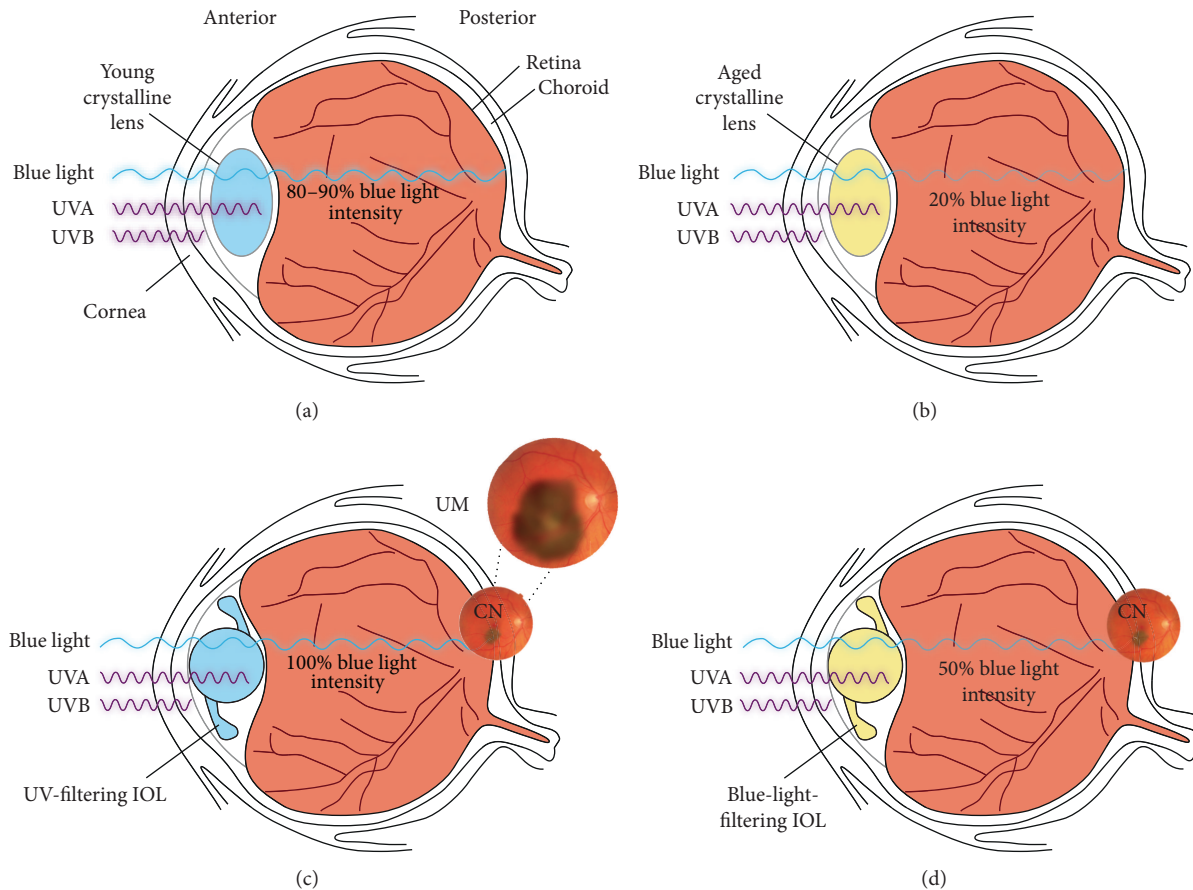 Anterior
Posterior
Young
crystalline
lens
Retina
Choroid
Blue light
UVA
UVB
80–90% blue light
intensity
Cornea
(a)
Aged
crystalline
lens
Blue light
UVA
UVB
20% blue light
intensity
(b)
UM
CN
Blue light
UVA
UVB
100% blue light
intensity
UV-filtering IOL
(c)
CN
Blue light
UVA
UVB
50% blue light
intensity
Blue-light-
filtering IOL
(d)